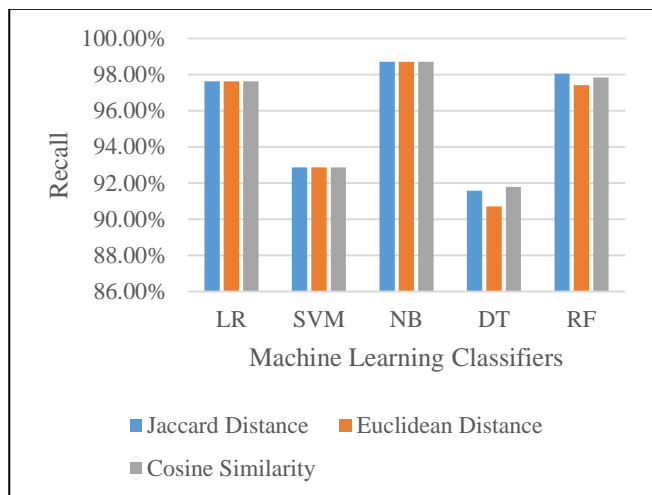 100.00%
98.00%
96.00%
94.00%
92.00%
90.00%
88.00%
86.00%
Recall
LR SVM NB DT RF
Machine Learning Classifiers
Jaccard Distance Euclidean Distance
Cosine Similarity